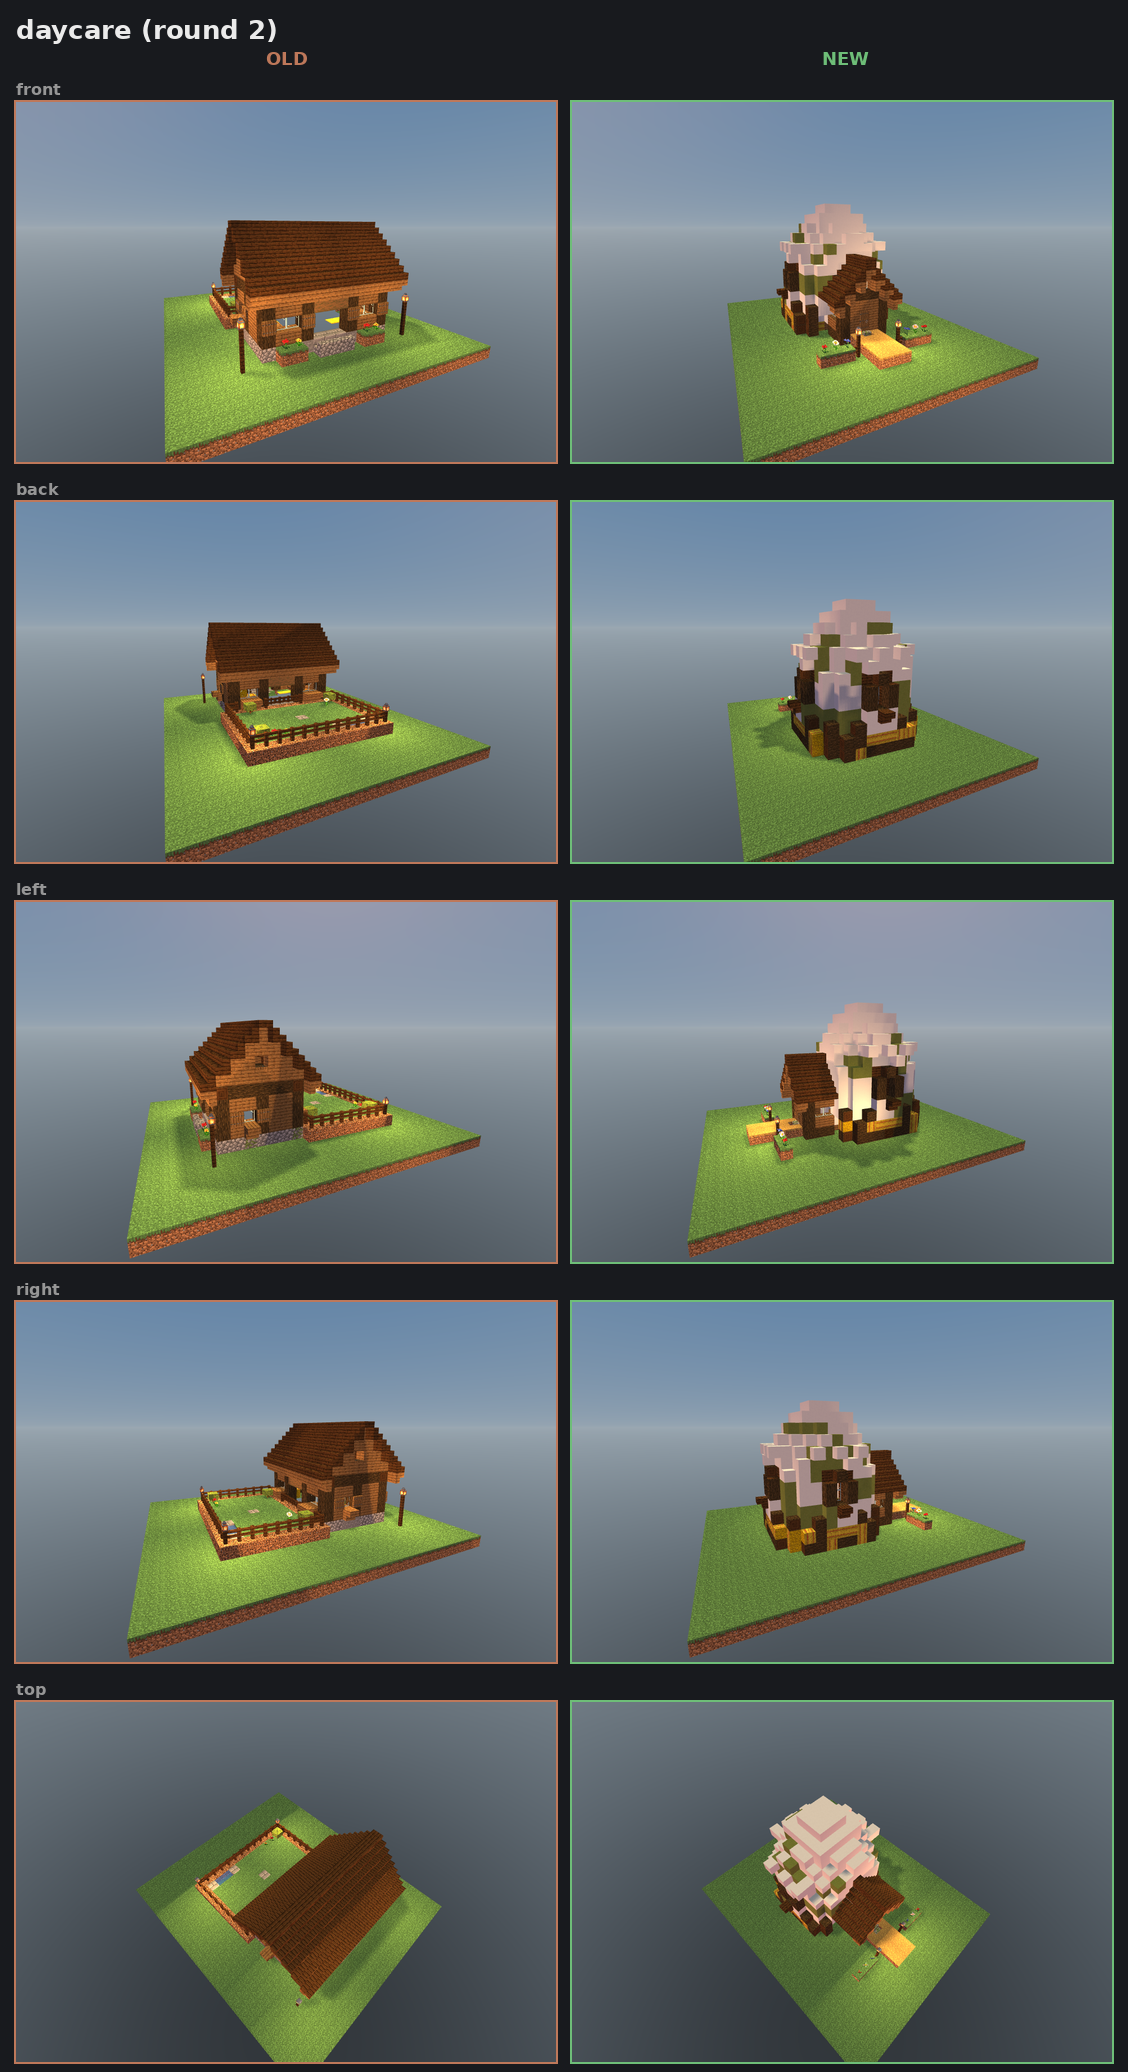 daycare (round 2)
OLD
NEW
front
back
left
right
top